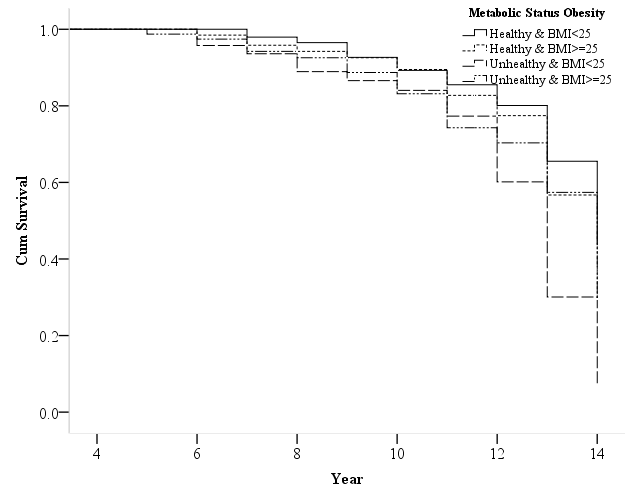 Metabolic Status Obesity
Healthy & BMI<25
Healthy & BMI>=25
Unhealthy & BMI<25
Unhealthy & BMI>=25
1.0
0.8
0.6
0.4
0.2
0.0
Cum Survival
4 6 8 10 12 14
Year